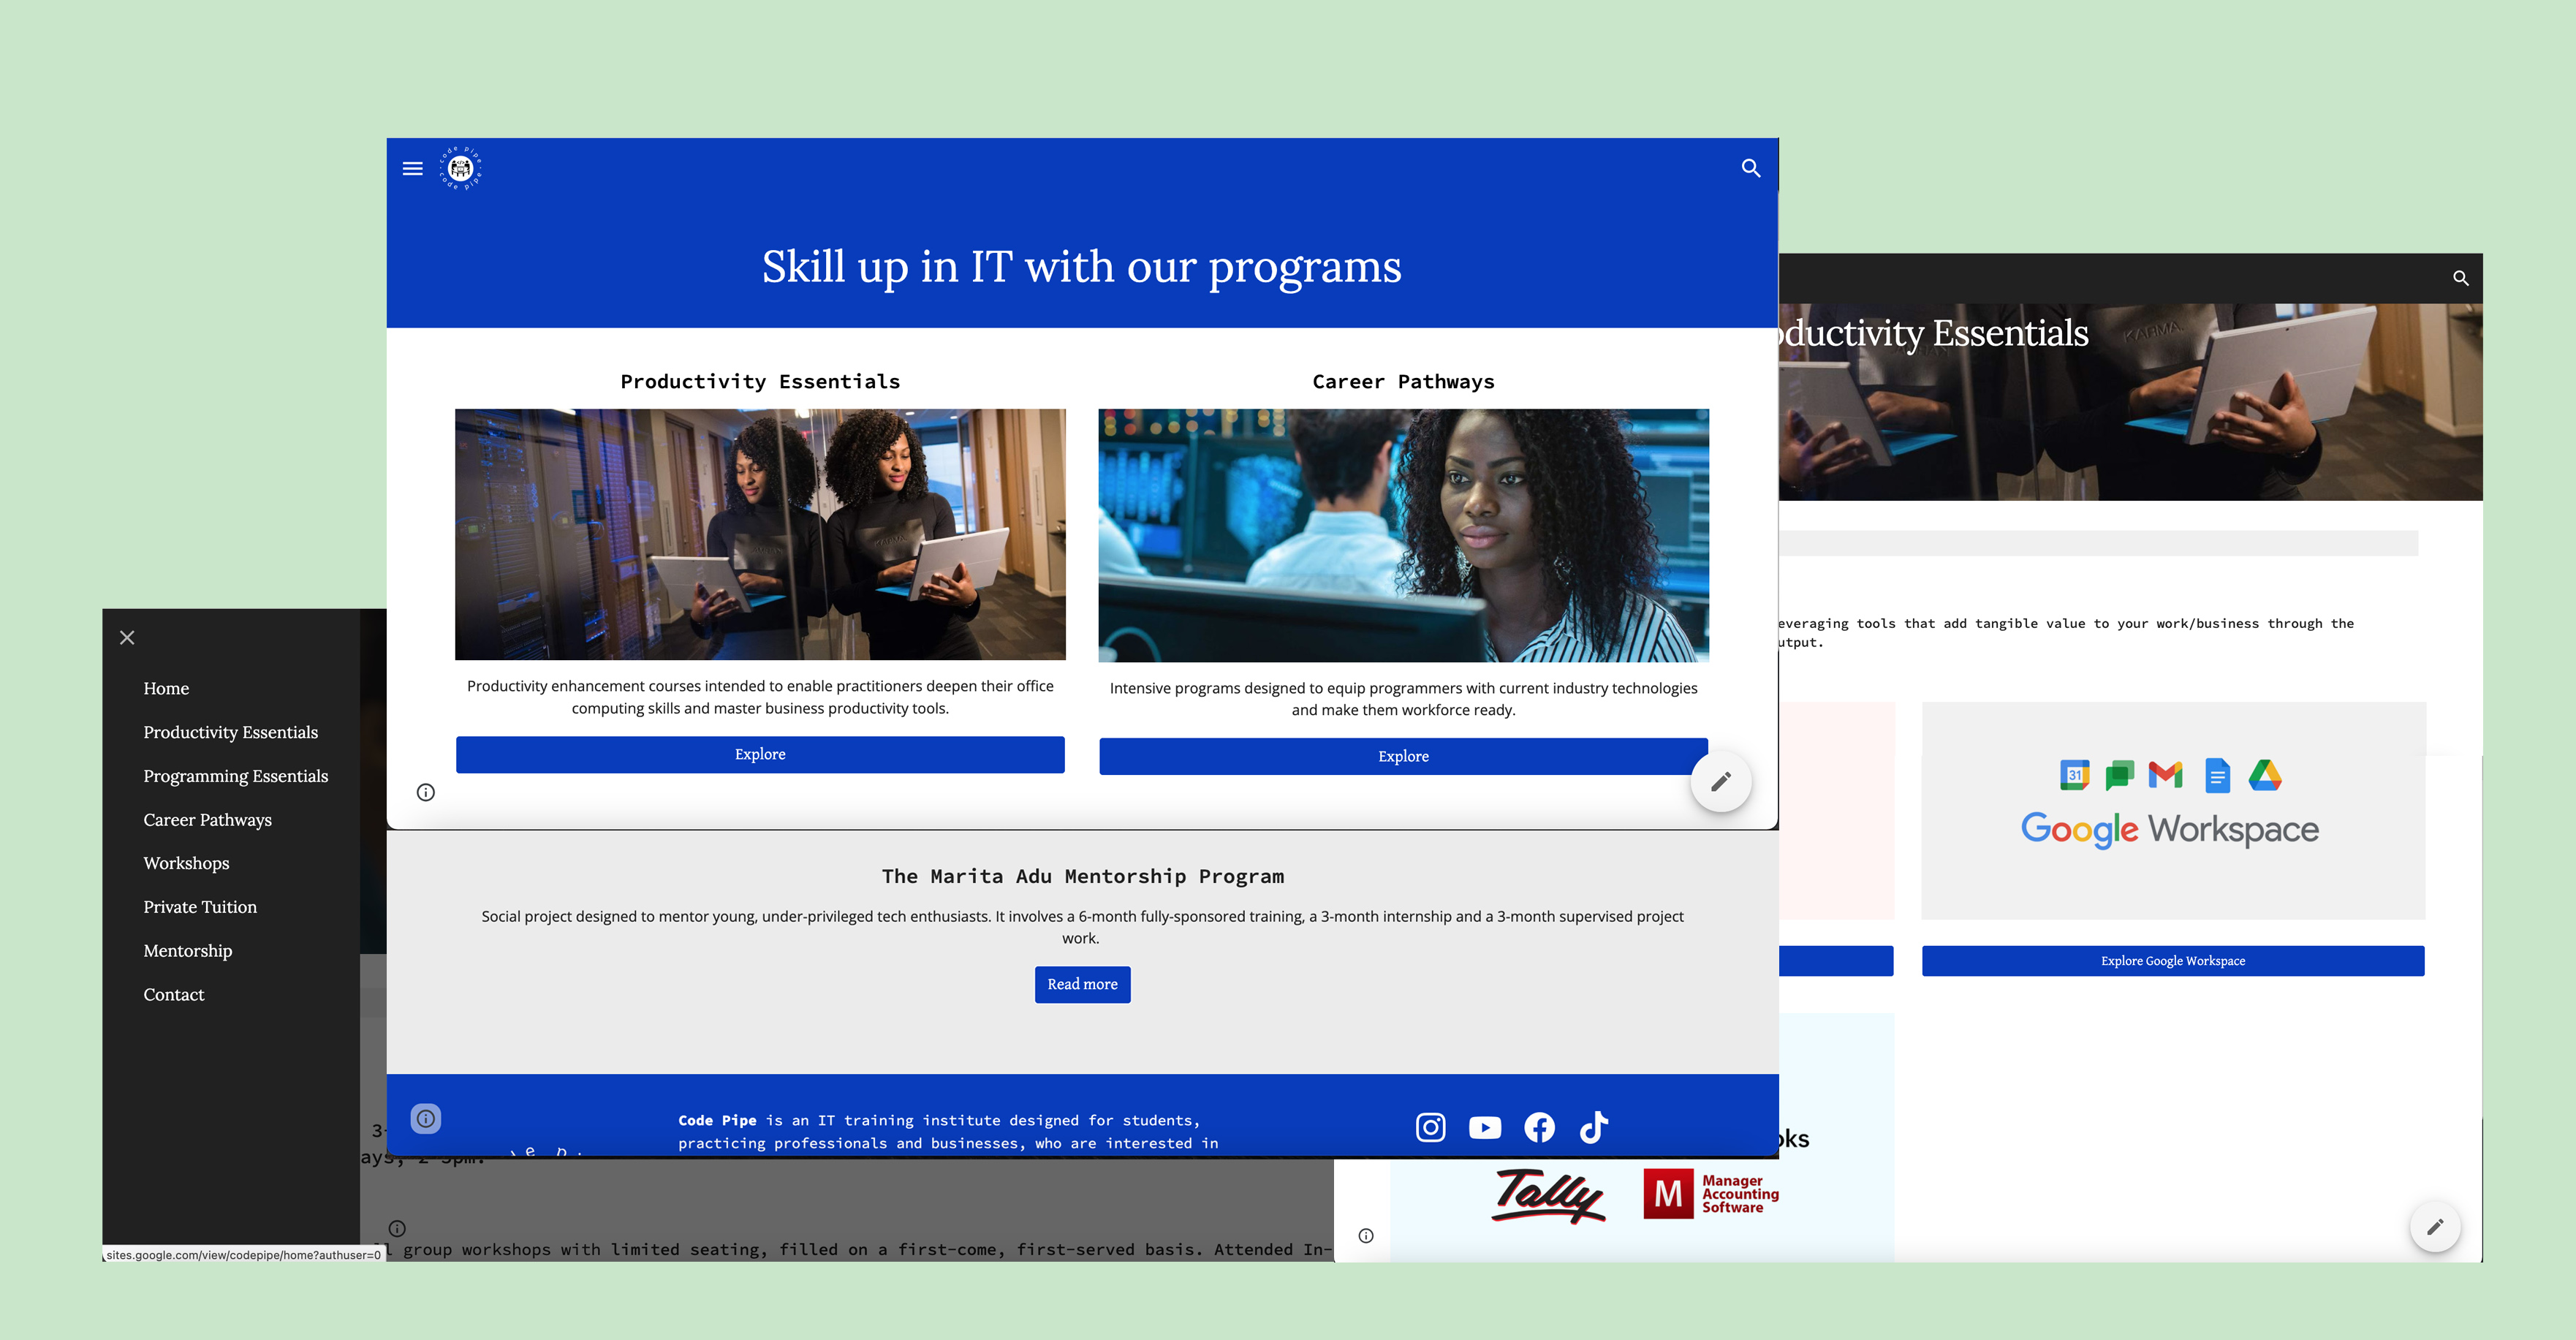 code pipe · code pipe ·
Skill up in IT with our programs
Productivity Essentials
Career Pathways
KARMA
Productivity enhancement courses intended to enable practitioners deepen their office
computing skills and master business productivity tools.
Intensive programs designed to equip programmers with current industry technologies
and make them workforce ready.
Explore
Explore
The Marita Adu Mentorship Program
Social project designed to mentor young, under-privileged tech enthusiasts. It involves a 6-month fully-sponsored training, a 3-month internship and a 3-month supervised project
work.
Read more
Code Pipe is an IT training institute designed for students,
practicing professionals and businesses, who are interested in
Home
Productivity Essentials
Programming Essentials
Career Pathways
Workshops
Private Tuition
Mentorship
Contact
sites.google.com/view/codepipe/home?authuser=0
group workshops with limited seating, filled on a first-come, first-served basis. Attended In-
oductivity Essentials
KARMA
everaging tools that add tangible value to your work/business through the
utput.
31
Google Workspace
Explore Google Workspace
oks
Tally
M Manager
Accounting
Software